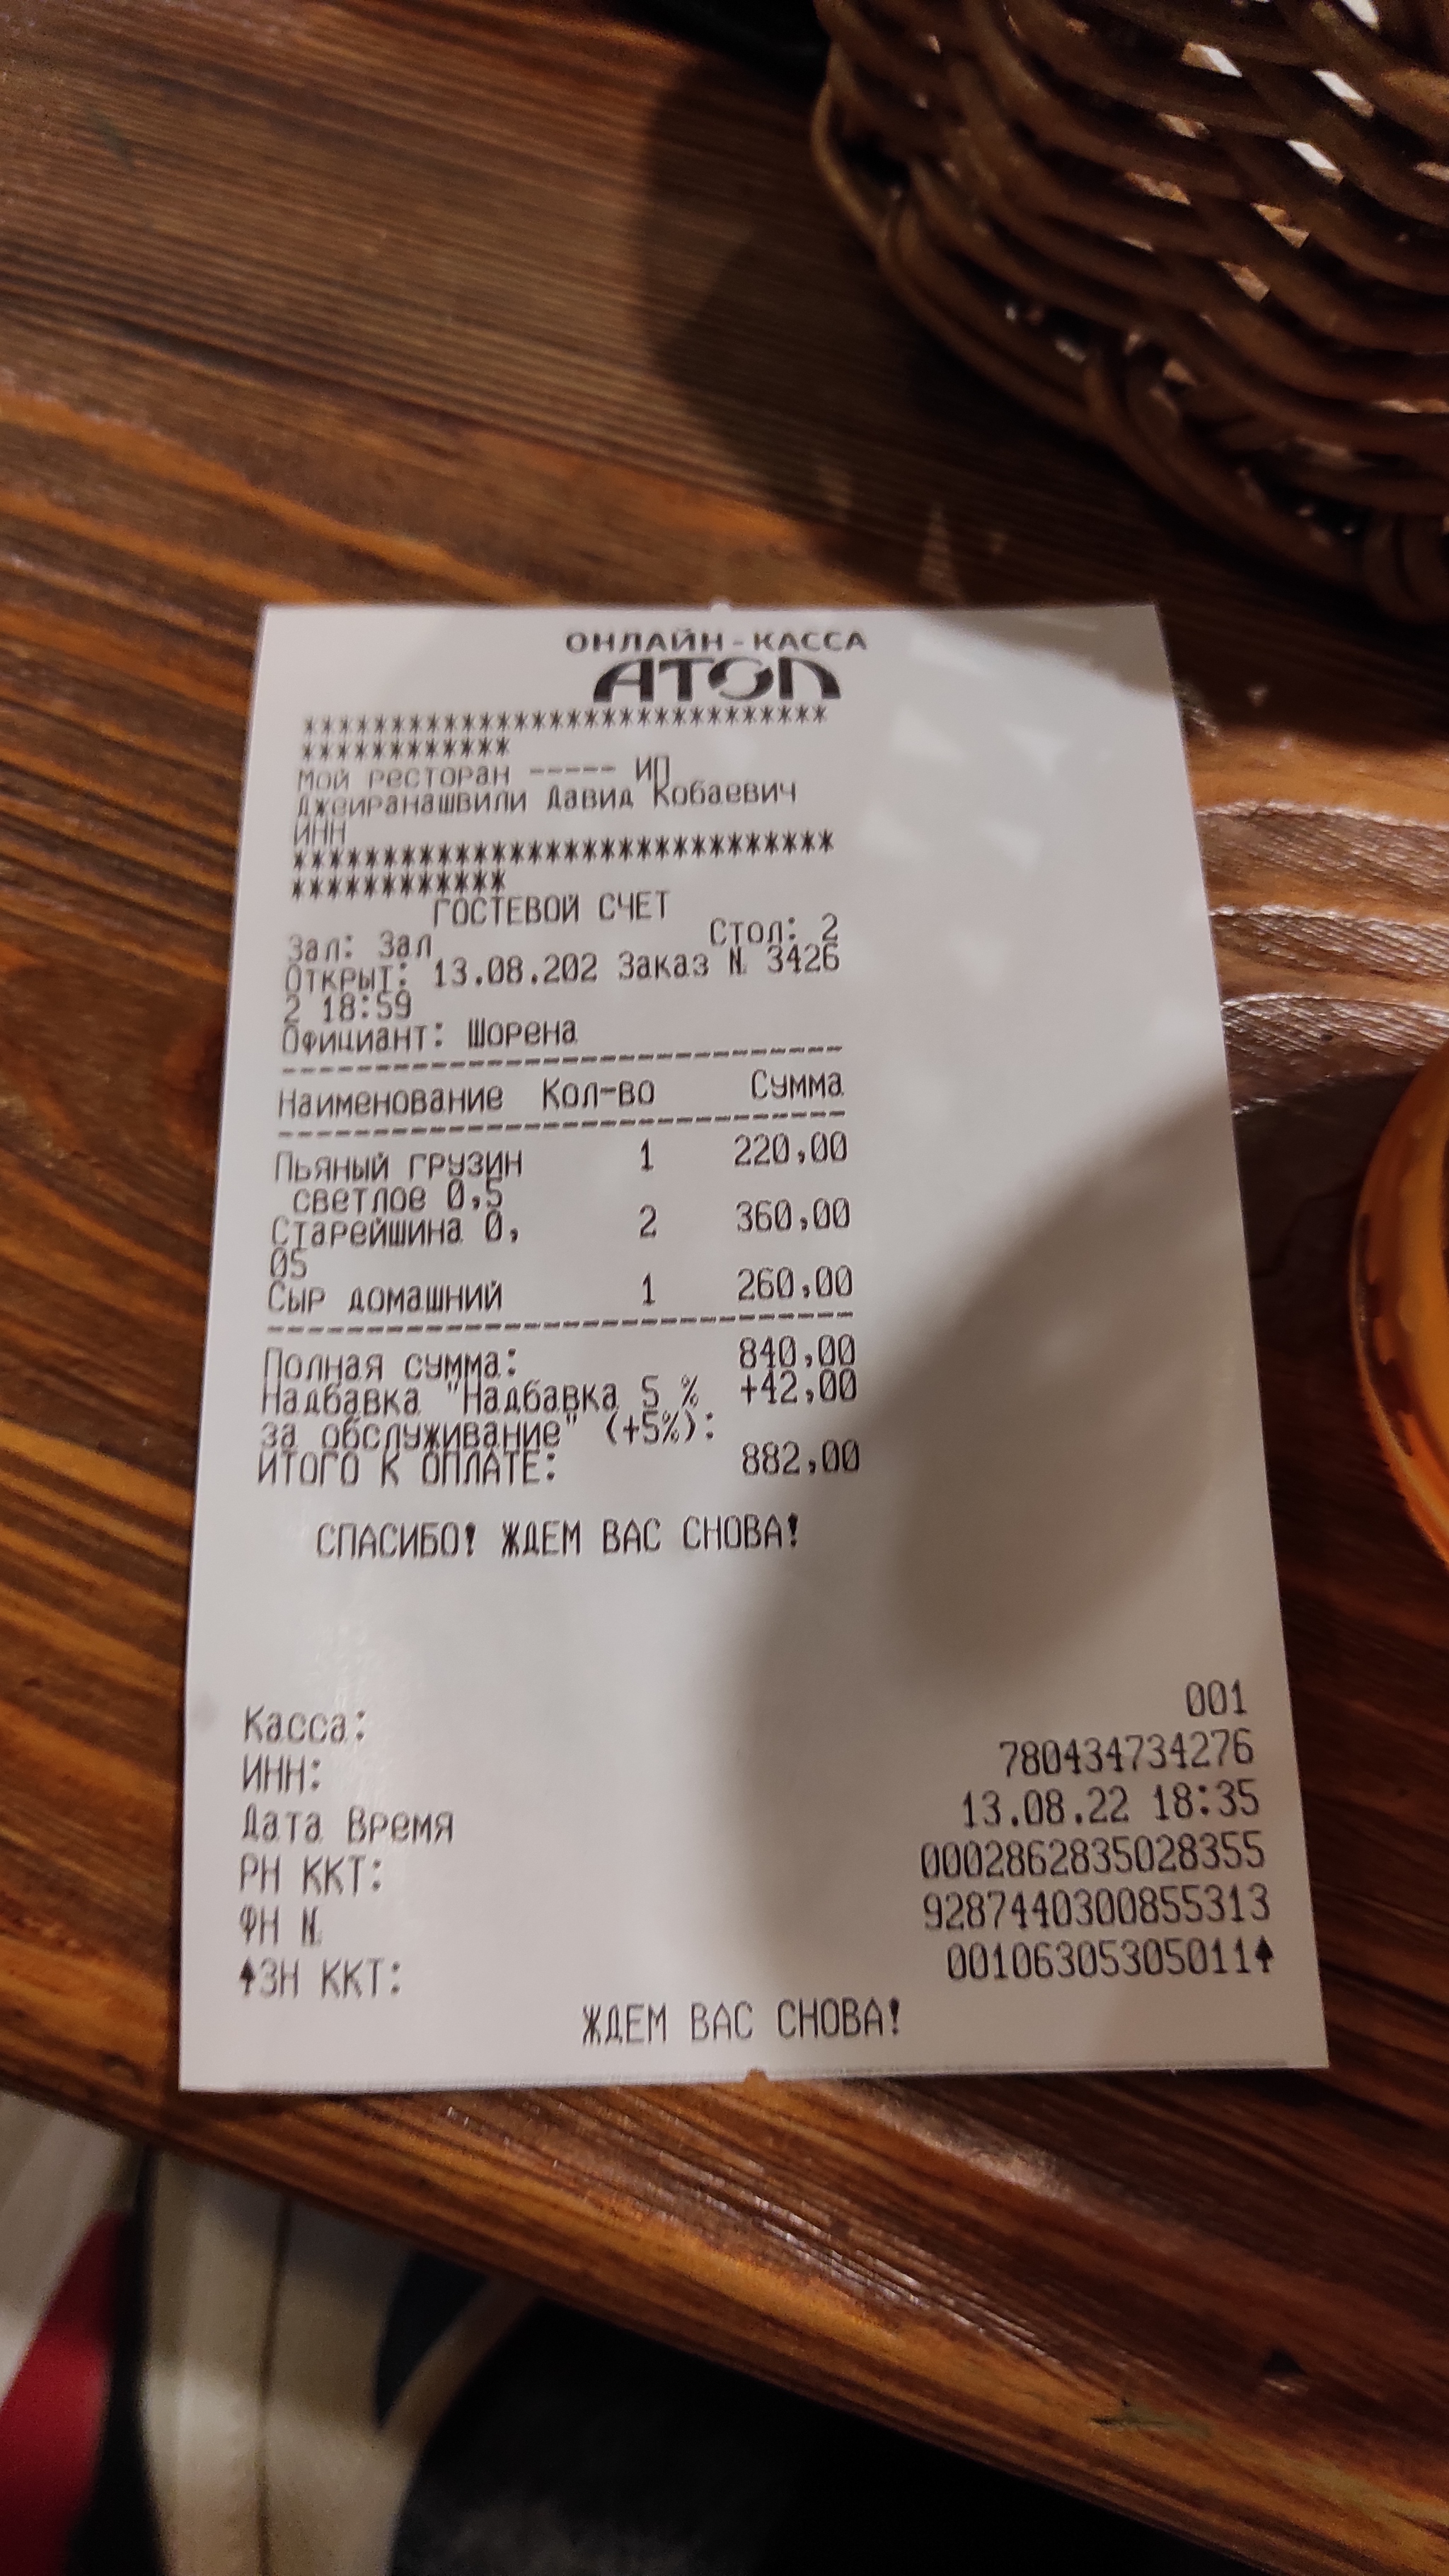 ОНЛАЙН-КАССА
АТОЛ
******************************
************
Мой ресторан ----- ИП
Джейранашвили Давид Кобаевич
ИНН
******************************
************
ГОСТЕВОЙ СЧЕТ
Зал: Зал Стол: 2
Открыт: 13.08.202 Заказ N 3426
2 18:59
Официант: Шорена
--------------------------------
Наименование Кол-во Сумма
--------------------------------
Пьяный грузин 1 220,00
светлое 0,5
Старейшина 0, 2 360,00
05
Сыр домашний 1 260,00
--------------------------------
Полная сумма: 840,00
Надбавка "Надбавка 5 % +42,00
за обслуживание" (+5%):
ИТОГО К ОПЛАТЕ: 882,00
СПАСИБО! ЖДЕМ ВАС СНОВА!
Касса: 001
ИНН: 780434734276
Дата Время 13.08.22 18:35
РН ККТ: 0002862835028355
ФН N 9287440300855313
♠ЗН ККТ: 00106305305011♠
ЖДЕМ ВАС СНОВА!